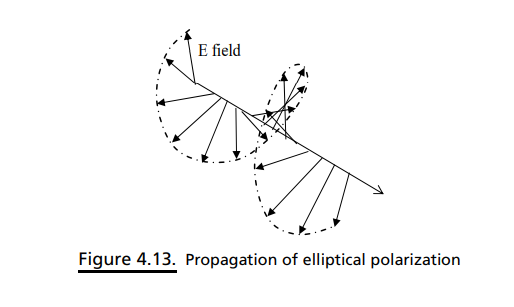 E field
Figure 4.13. Propagation of elliptical polarization